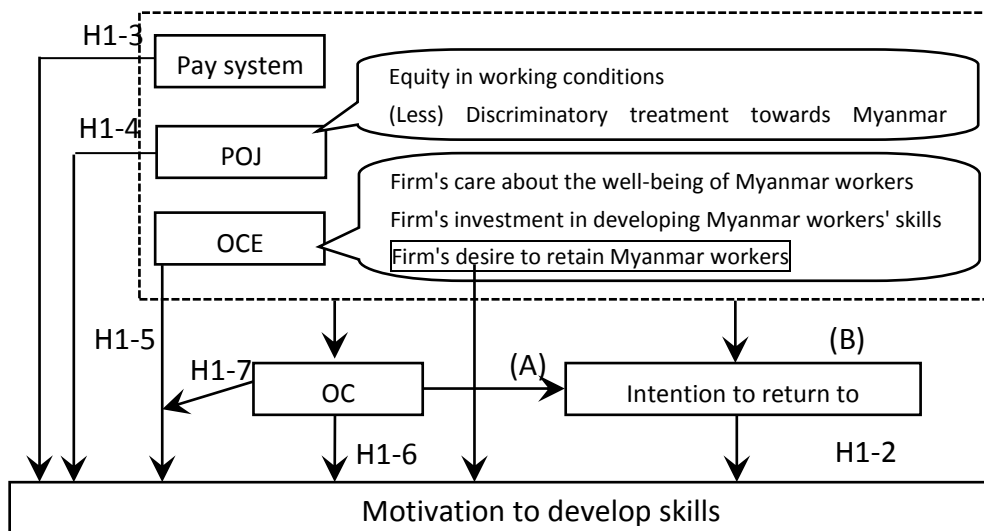 H1-3
Pay system
Equity in working conditions
(Less) Discriminatory treatment towards Myanmar
H1-4
POJ
Firm's care about the well-being of Myanmar workers
Firm's investment in developing Myanmar workers' skills
Firm's desire to retain Myanmar workers
OCE
H1-5
H1-7
OC
(A)
(B)
Intention to return to
H1-6
H1-2
Motivation to develop skills